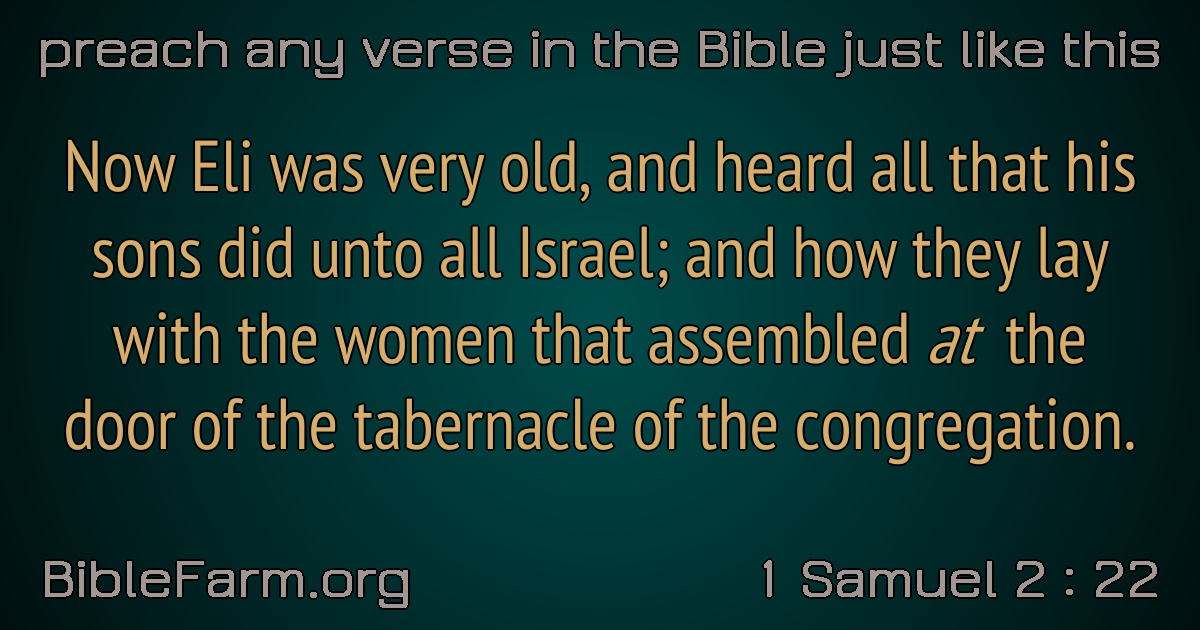 preach any verse in the Bible just like this
Now Eli was very old, and heard all that his
sons did unto all Israel; and how they lay
with the women that assembled at the
door of the tabernacle of the congregation.
BibleFarm.org
1 Samuel 2 : 22